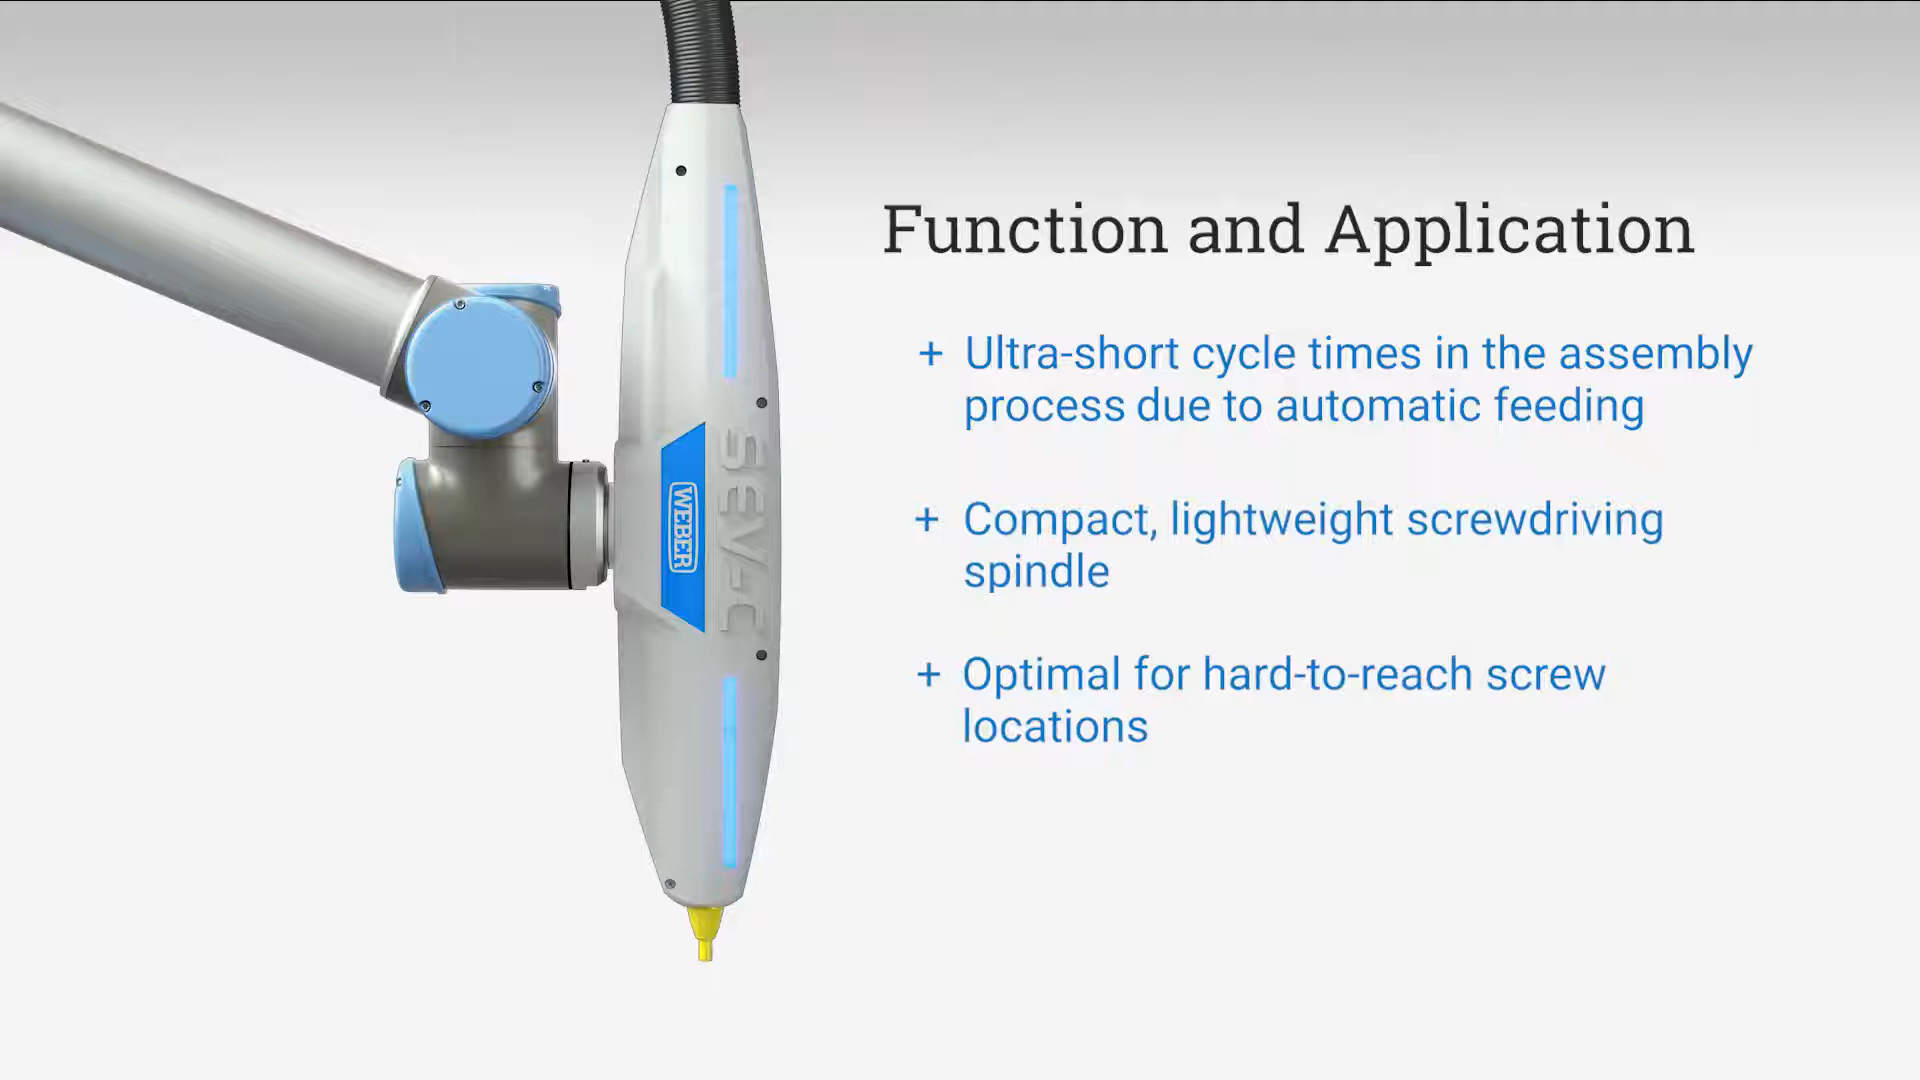 Function and Application
+ Ultra-short cycle times in the assembly
process due to automatic feeding
+ Compact, lightweight screwdriving
spindle
+ Optimal for hard-to-reach screw
locations
WEBER
SEV-C